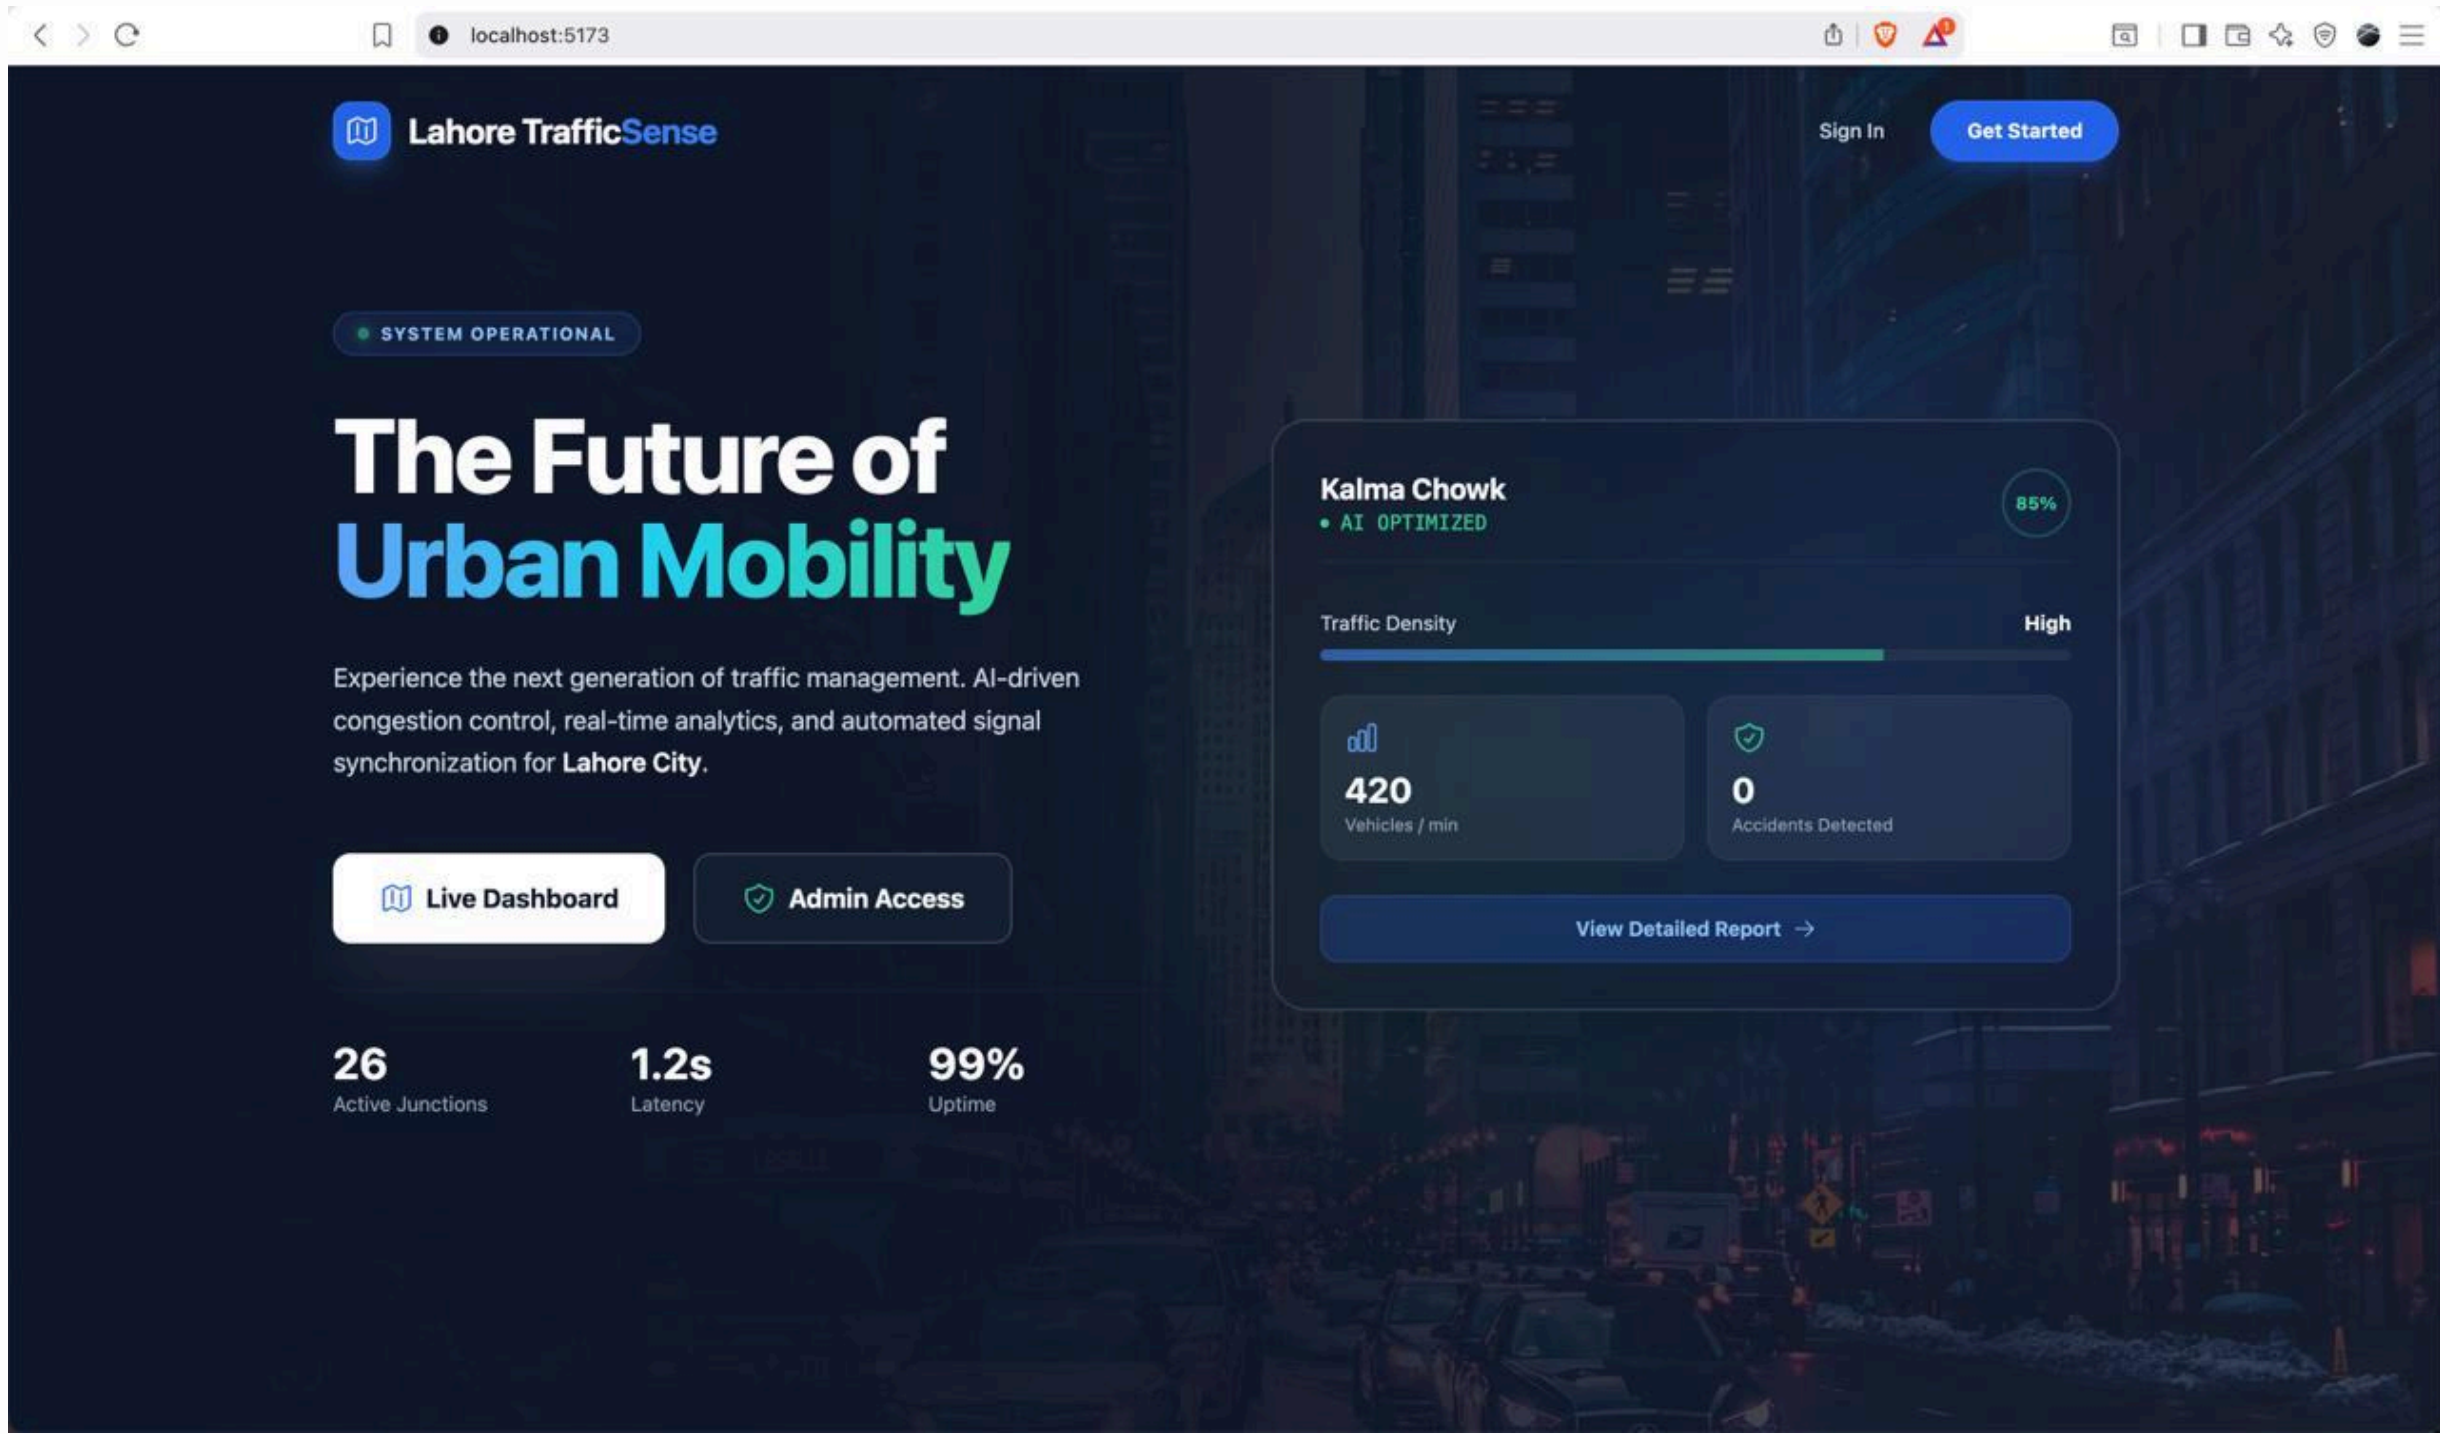 localhost:5173
Lahore TrafficSense
Sign In
Get Started
SYSTEM OPERATIONAL
The Future of
Urban Mobility
Experience the next generation of traffic management. AI-driven
congestion control, real-time analytics, and automated signal
synchronization for Lahore City.
Live Dashboard
Admin Access
26
Active Junctions
1.2s
Latency
99%
Uptime
Kalma Chowk
• AI OPTIMIZED
85%
Traffic Density
High
420
Vehicles / min
0
Accidents Detected
View Detailed Report →